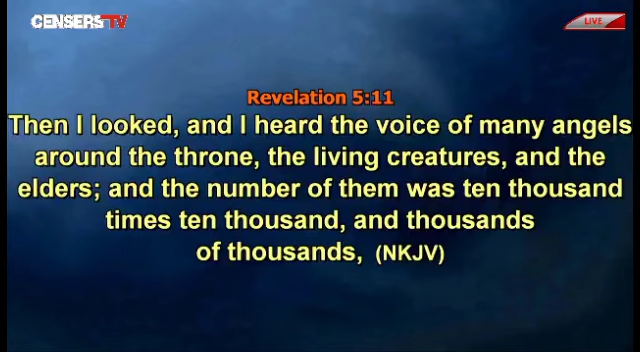 CENSERSTV
LIVE
Revelation 5:11
Then I looked, and I heard the voice of many angels
around the throne, the living creatures, and the
elders; and the number of them was ten thousand
times ten thousand, and thousands
of thousands, (NKJV)